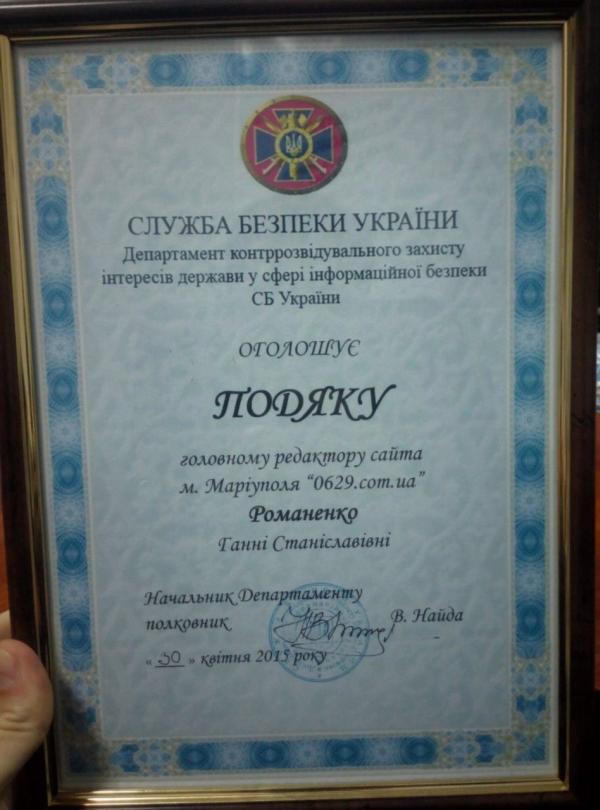 СЛУЖБА БЕЗПЕКИ УКРАЇНИ
Департамент контррозвідувального захисту
інтересів держави у сфері інформаційної безпеки
СБ України
ОГОЛОШУЄ
ПОДЯКУ
головному редактору сайта
м. Маріуполя “0629.com.ua”
Романенко
Ганні Станіславівні
Начальник Департаменту
полковник В. Найда
« 30 » квітня 2015 року